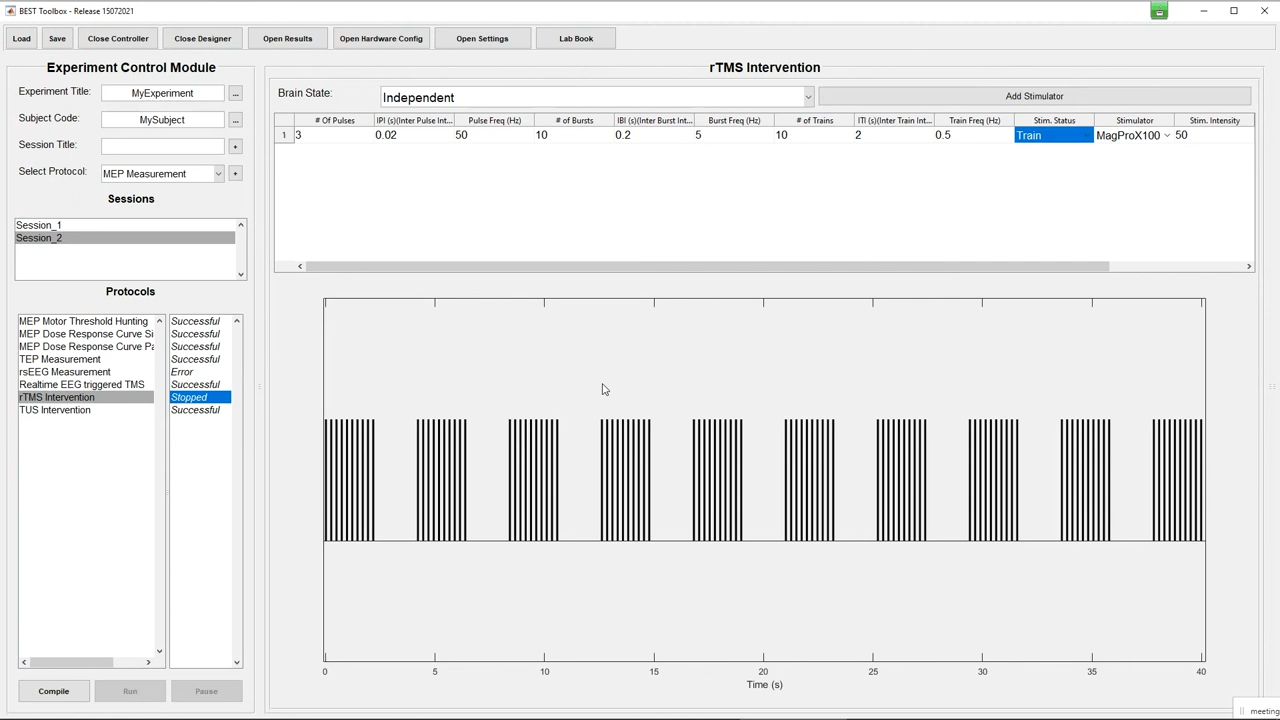 BEST Toolbox - Release 15072021
Load Save Close Controller Close Designer Open Results Open Hardware Config Open Settings Lab Book
Experiment Control Module
Experiment Title: MyExperiment ...
Subject Code: MySubject ...
Session Title: +
Select Protocol: MEP Measurement +
Sessions
Session_1
Session_2
Protocols
MEP Motor Threshold Hunting Successful
MEP Dose Response Curve Si Successful
MEP Dose Response Curve Pa Successful
TEP Measurement Successful
rsEEG Measurement Error
Realtime EEG triggered TMS Successful
rTMS Intervention Stopped
TUS Intervention Successful
Compile Run Pause
rTMS Intervention
Brain State: Independent Add Stimulator
# Of Pulses IPI (s)(Inter Pulse Int... Pulse Freq (Hz) # of Bursts IBI (s)(Inter Burst Int... Burst Freq (Hz) # of Trains ITI (s)(Inter Train Int... Train Freq (Hz) Stim. Status Stimulator Stim. Intensity
1 3 0.02 50 10 0.2 5 10 2 0.5 Train MagProX100 50
0 5 10 15 20 25 30 35 40
Time (s)
meeting